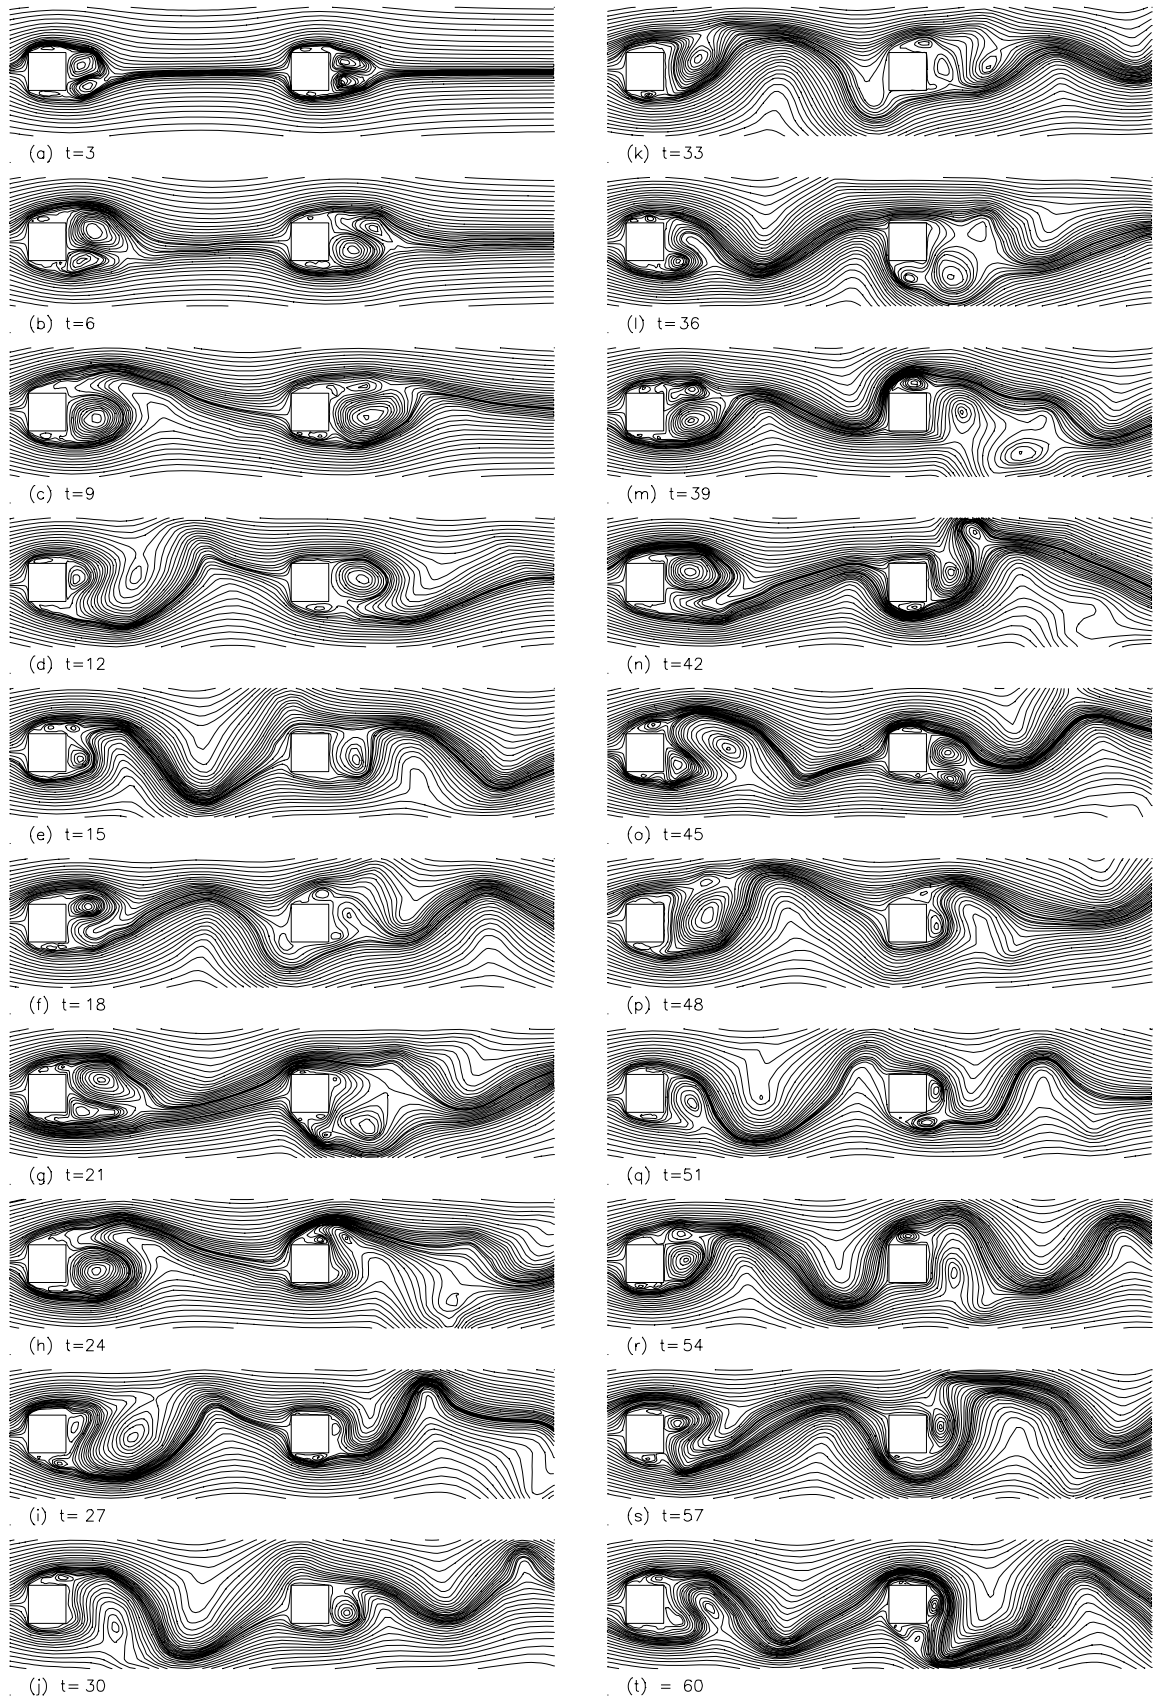 (a) t=3
(b) t=6
(c) t=9
(d) t=12
(e) t=15
(f) t= 18
(g) t=21
(h) t=24
(i) t= 27
(j) t= 30
(k) t=33
(l) t=36
(m) t=39
(n) t=42
(o) t=45
(p) t=48
(q) t=51
(r) t=54
(s) t=57
(t) = 60